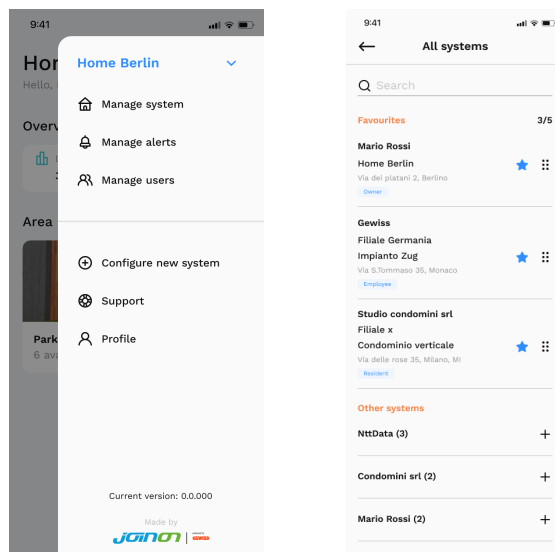 9:41
Hor
Hello,
Overv
Area
Park
6 ava
Home Berlin
Manage system
Manage alerts
Manage users
Configure new system
Support
Profile
Current version: 0.0.000
Made by
JOINON
GEWISS
9:41
All systems
Search
Favourites 3/5
Mario Rossi
Home Berlin
Via dei platani 2, Berlino
Owner
Gewiss
Filiale Germania
Impianto Zug
Via S.Tommaso 35, Monaco
Employee
Studio condomini srl
Filiale x
Condominio verticale
Via delle rose 35, Milano, MI
Resident
Other systems
NttData (3)
Condomini srl (2)
Mario Rossi (2)